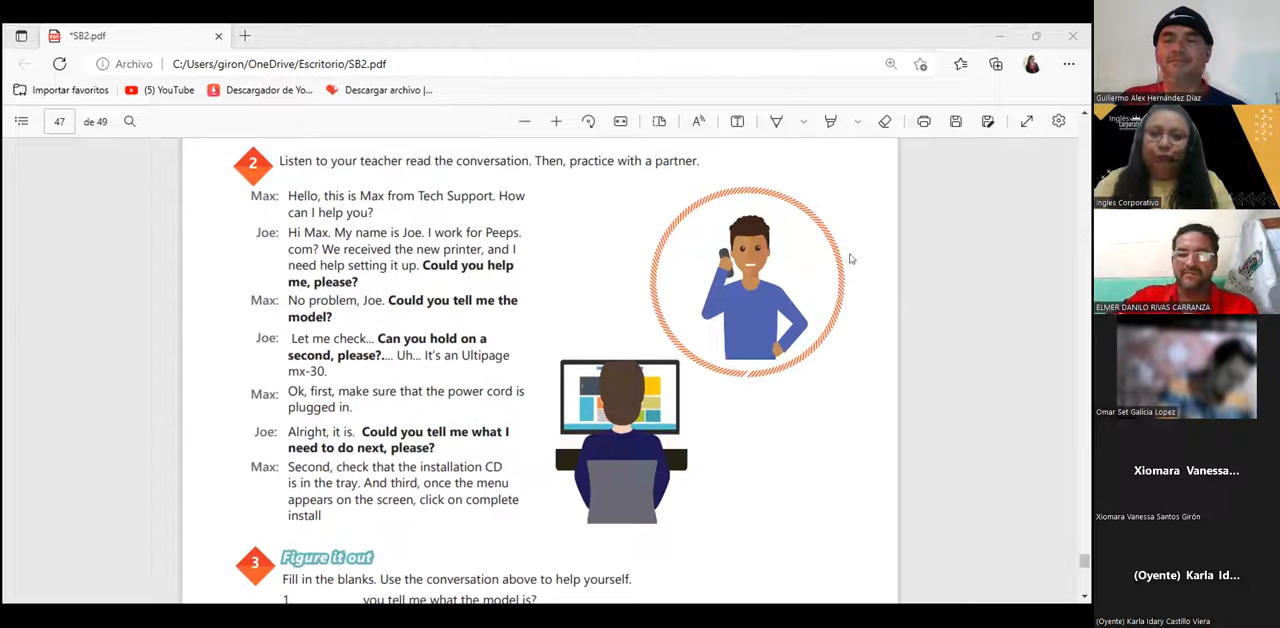 *SB2.pdf
Archivo
C:/Users/giron/OneDrive/Escritorio/SB2.pdf
Importar favoritos
(5) YouTube
Descargador de Yo...
Descargar archivo |...
47
de 49
2
Listen to your teacher read the conversation. Then, practice with a partner.
Max: Hello, this is Max from Tech Support. How
can I help you?
Joe: Hi Max. My name is Joe. I work for Peeps.
com? We received the new printer, and I
need help setting it up. Could you help
me, please?
Max: No problem, Joe. Could you tell me the
model?
Joe: Let me check... Can you hold on a
second, please?.... Uh... It's an Ultipage
mx-30.
Max: Ok, first, make sure that the power cord is
plugged in.
Joe: Alright, it is. Could you tell me what I
need to do next, please?
Max: Second, check that the installation CD
is in the tray. And third, once the menu
appears on the screen, click on complete
install
3
Figure it out
Fill in the blanks. Use the conversation above to help yourself.
1. ________ you tell me what the model is?
Guillermo Alex Hernández Díaz
Inglés
corporativo
Ingles Corporativo
ELMER DANILO RIVAS CARRANZA
Omar Set Galicia Lopez
Xiomara Vanessa...
Xiomara Vanessa Santos Girón
(Oyente) Karla Id...
(Oyente) Karla Idary Castillo Viera